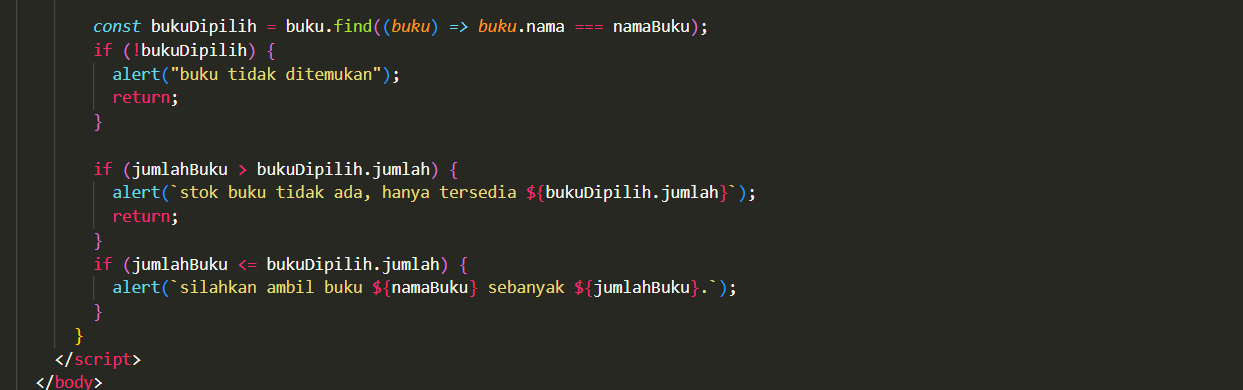 const bukuDipilih = buku.find((buku) => buku.nama === namaBuku);
if (!bukuDipilih) {
alert("buku tidak ditemukan");
return;
}
if (jumlahBuku > bukuDipilih.jumlah) {
alert(`stok buku tidak ada, hanya tersedia ${bukuDipilih.jumlah}`);
return;
}
if (jumlahBuku <= bukuDipilih.jumlah) {
alert(`silahkan ambil buku ${namaBuku} sebanyak ${jumlahBuku}.`);
}
}
</script>
</body>